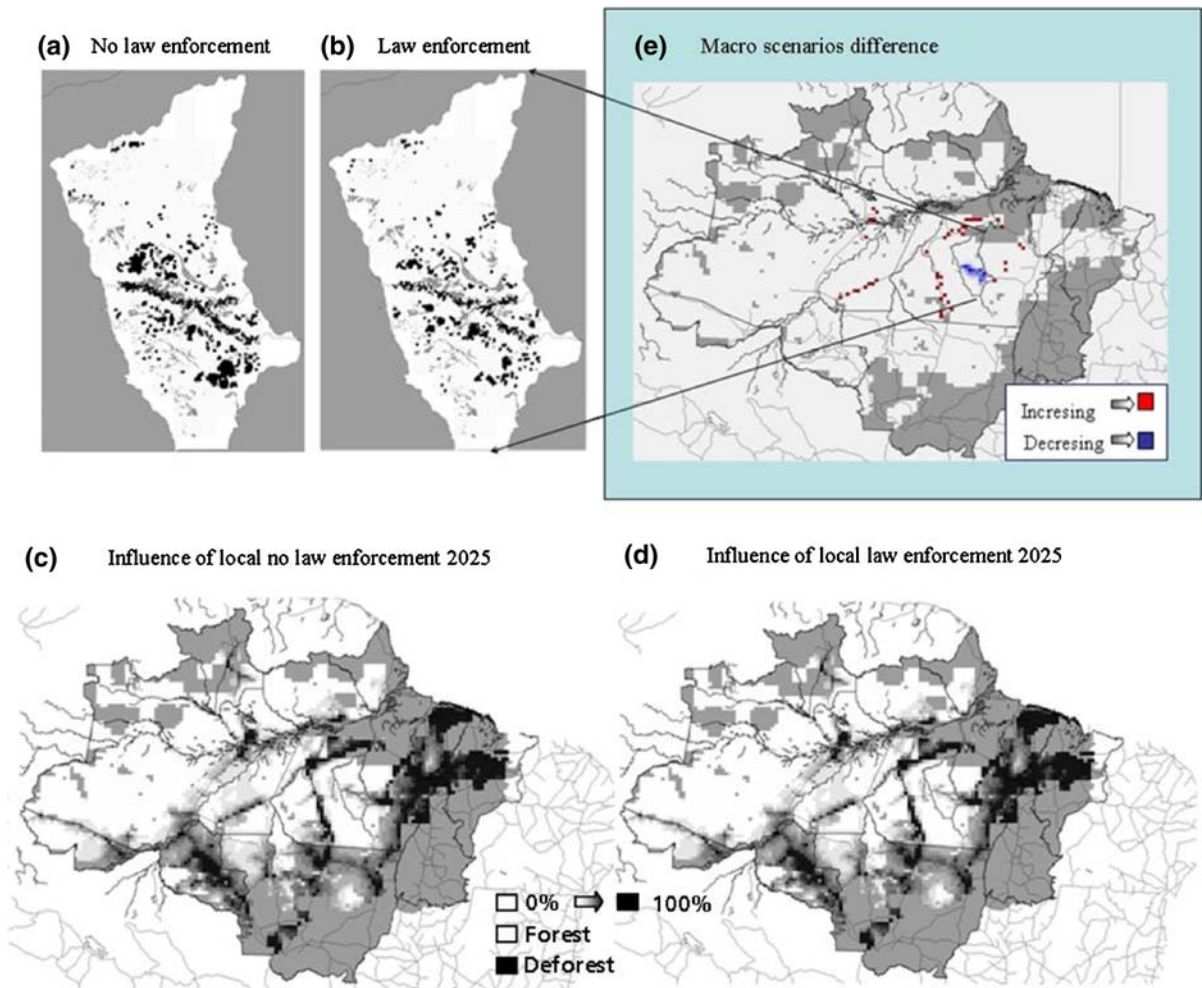 (a) No law enforcement
(b) Law enforcement
(e) Macro scenarios difference
Incresing
Decresing
(c) Influence of local no law enforcement 2025
(d) Influence of local law enforcement 2025
0% 100%
Forest
Deforest